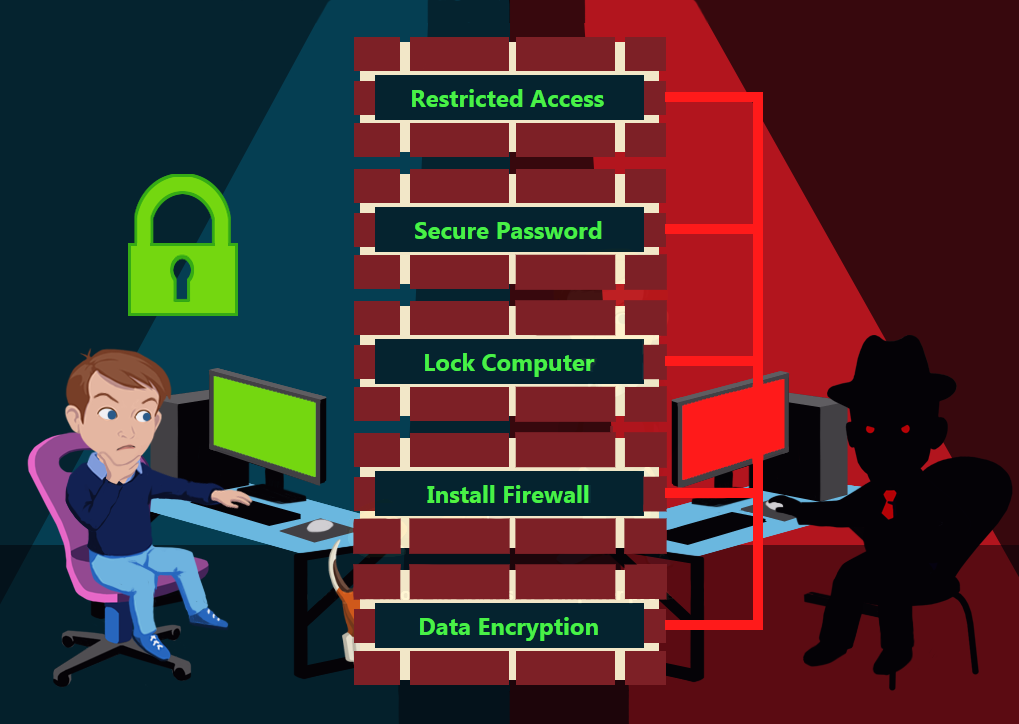 Restricted Access
Secure Password
Lock Computer
Install Firewall
Data Encryption